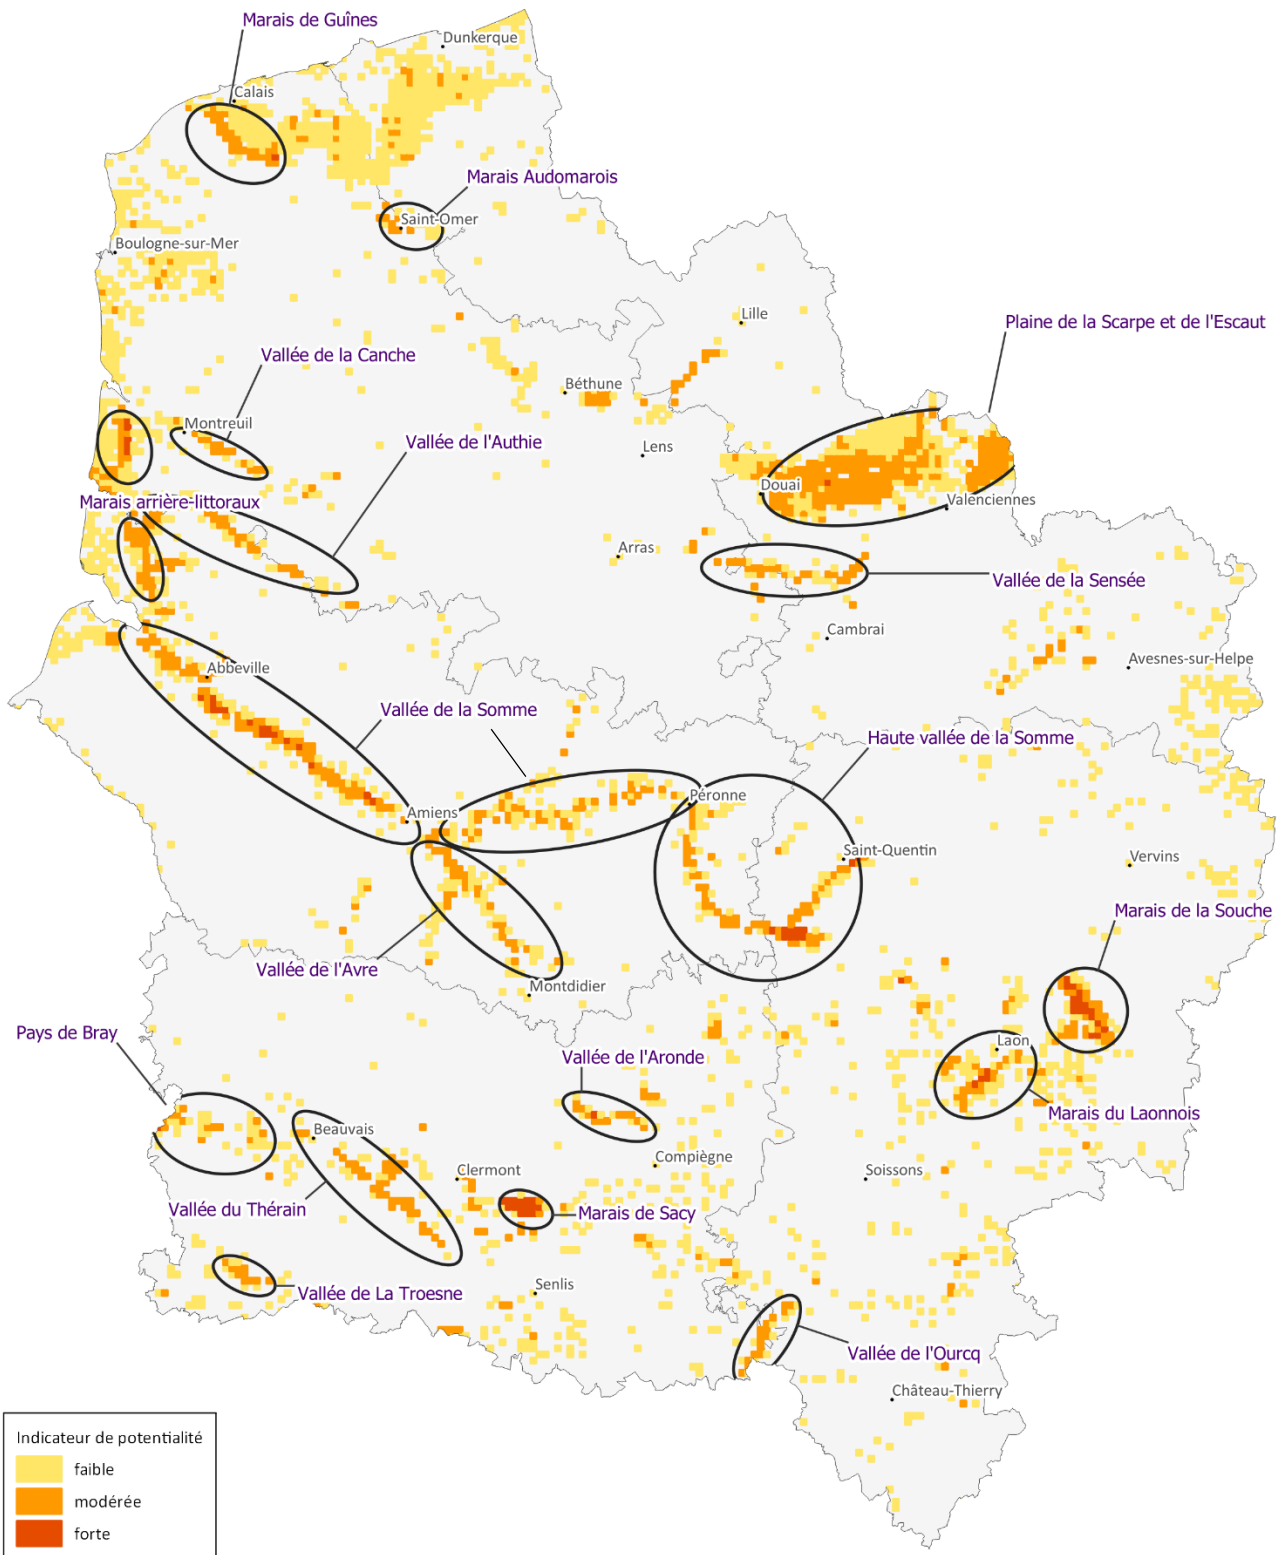 Marais de Guînes
Dunkerque
Calais
Marais Audomarois
Saint-Omer
Boulogne-sur-Mer
Lille
Plaine de la Scarpe et de l'Escaut
Vallée de la Canche
Béthune
Montreuil
Vallée de l'Authie
Lens
Douai
Valenciennes
Marais arrière-littoraux
Arras
Vallée de la Sensée
Cambrai
Avesnes-sur-Helpe
Abbeville
Vallée de la Somme
Haute vallée de la Somme
Péronne
Amiens
Saint-Quentin
Vervins
Marais de la Souche
Vallée de l'Avre
Montdidier
Pays de Bray
Laon
Vallée de l'Aronde
Marais du Laonnois
Beauvais
Compiègne
Clermont
Soissons
Vallée du Thérain
Marais de Sacy
Senlis
Vallée de La Troesne
Vallée de l'Ourcq
Château-Thierry
Indicateur de potentialité
faible
modérée
forte